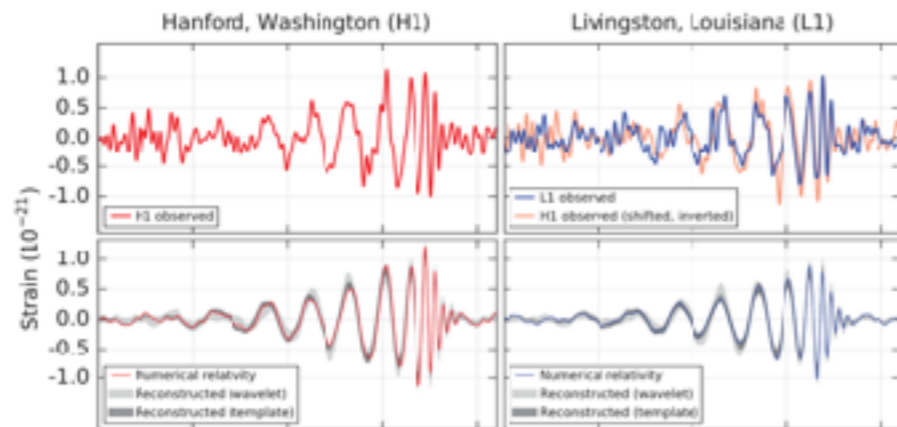 Hanford, Washington (H1)
Livingston, Louisiana (L1)
Strain (10⁻²¹)
1.0
0.5
0.0
-0.5
-1.0
H1 observed
L1 observed
H1 observed (shifted, inverted)
1.0
0.5
0.0
-0.5
-1.0
Numerical relativity
Reconstructed (wavelet)
Reconstructed (template)
Numerical relativity
Reconstructed (wavelet)
Reconstructed (template)